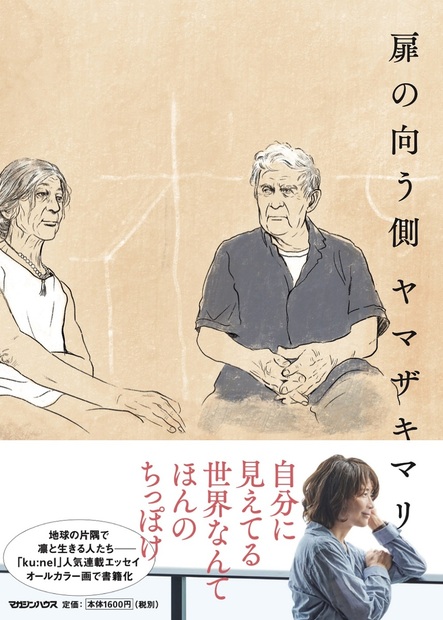 扉の向う側 ヤマザキマリ
自分に
見えてる
世界なんて
ほんの
ちっぽけ
地球の片隅で
凛と生きる人たち——
「ku:nel」人気連載エッセイ
オールカラー画で書籍化
マガジンハウス 定価：本体1600円（税別）